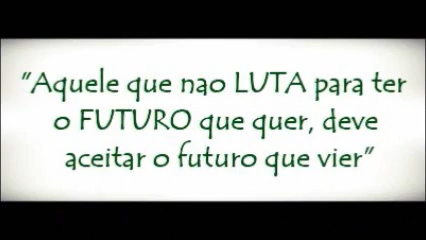 "Aquele que nao LUTA para ter
o FUTURO que quer, deve
aceitar o futuro que vier"